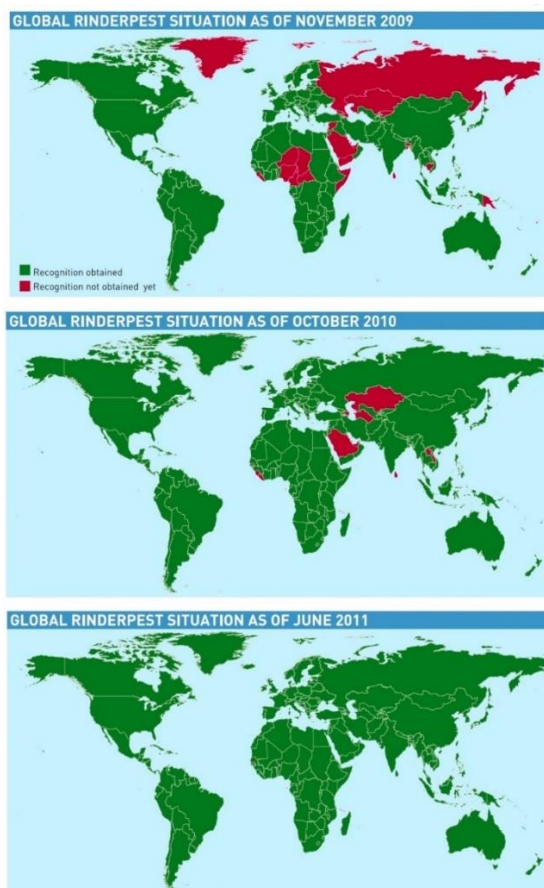 GLOBAL RINDERPEST SITUATION AS OF NOVEMBER 2009
Recognition obtained
Recognition not obtained yet
GLOBAL RINDERPEST SITUATION AS OF OCTOBER 2010
GLOBAL RINDERPEST SITUATION AS OF JUNE 2011